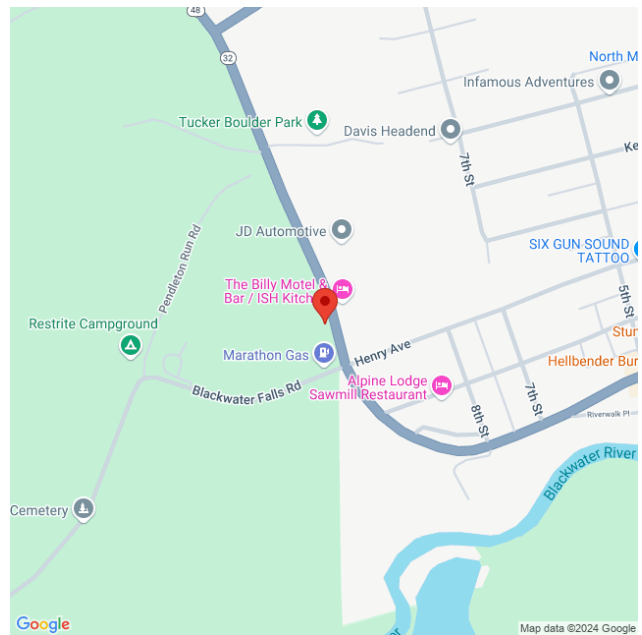 48
32
North M
Infamous Adventures
Tucker Boulder Park
Davis Headend
7th St
Ke
JD Automotive
Pendleton Run Rd
SIX GUN SOUND
TATTOO
The Billy Motel &
Bar / ISH Kitch
5th St
Restrite Campground
Marathon Gas
Henry Ave
Stun
Hellbender Bur
Alpine Lodge
Sawmill Restaurant
Blackwater Falls Rd
8th St
7th St
Riverwalk Pl
Blackwater River
Cemetery
Google
Map data ©2024 Google